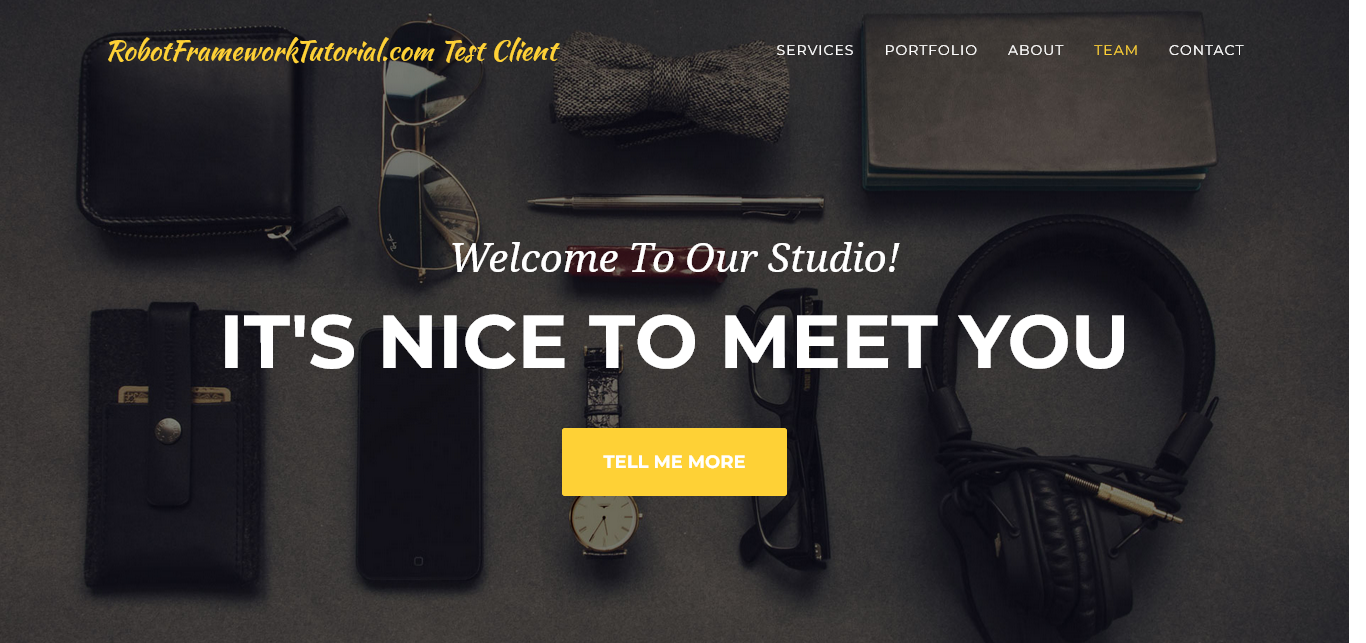 RobotFrameworkTutorial.com Test Client
SERVICES PORTFOLIO ABOUT TEAM CONTACT
Welcome To Our Studio!
IT'S NICE TO MEET YOU
TELL ME MORE